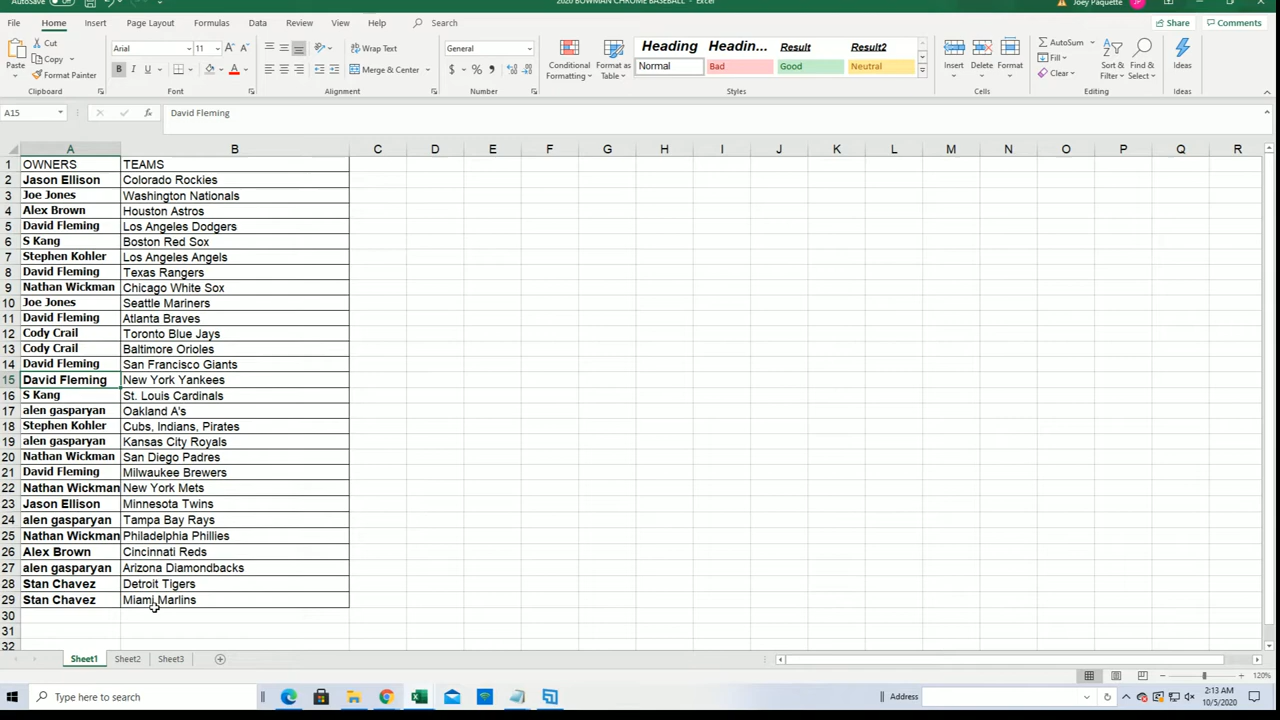 AutoSave 2020 BOWMAN CHROME BASEBALL - Excel Joey Paquette JP
File Home Insert Page Layout Formulas Data Review View Help Search Share Comments
Paste Cut Copy Format Painter Clipboard
Arial 11 B I U A Font
Wrap Text Merge & Center Alignment
General $ % , Number
Conditional Formatting Format as Table
Heading Headin... Result Result2
Normal Bad Good Neutral
Styles
Insert Delete Format Cells
AutoSum Fill Clear Sort & Filter Find & Select Editing
Ideas Ideas
A15 fx David Fleming
A B C D E F G H I J K L M N O P Q R
1 OWNERS TEAMS
2 Jason Ellison Colorado Rockies
3 Joe Jones Washington Nationals
4 Alex Brown Houston Astros
5 David Fleming Los Angeles Dodgers
6 S Kang Boston Red Sox
7 Stephen Kohler Los Angeles Angels
8 David Fleming Texas Rangers
9 Nathan Wickman Chicago White Sox
10 Joe Jones Seattle Mariners
11 David Fleming Atlanta Braves
12 Cody Crail Toronto Blue Jays
13 Cody Crail Baltimore Orioles
14 David Fleming San Francisco Giants
15 David Fleming New York Yankees
16 S Kang St. Louis Cardinals
17 alen gasparyan Oakland A's
18 Stephen Kohler Cubs, Indians, Pirates
19 alen gasparyan Kansas City Royals
20 Nathan Wickman San Diego Padres
21 David Fleming Milwaukee Brewers
22 Nathan Wickman New York Mets
23 Jason Ellison Minnesota Twins
24 alen gasparyan Tampa Bay Rays
25 Nathan Wickman Philadelphia Phillies
26 Alex Brown Cincinnati Reds
27 alen gasparyan Arizona Diamondbacks
28 Stan Chavez Detroit Tigers
29 Stan Chavez Miami Marlins
30
31
32
Sheet1 Sheet2 Sheet3
120%
Type here to search Address 2:13 AM
10/5/2020